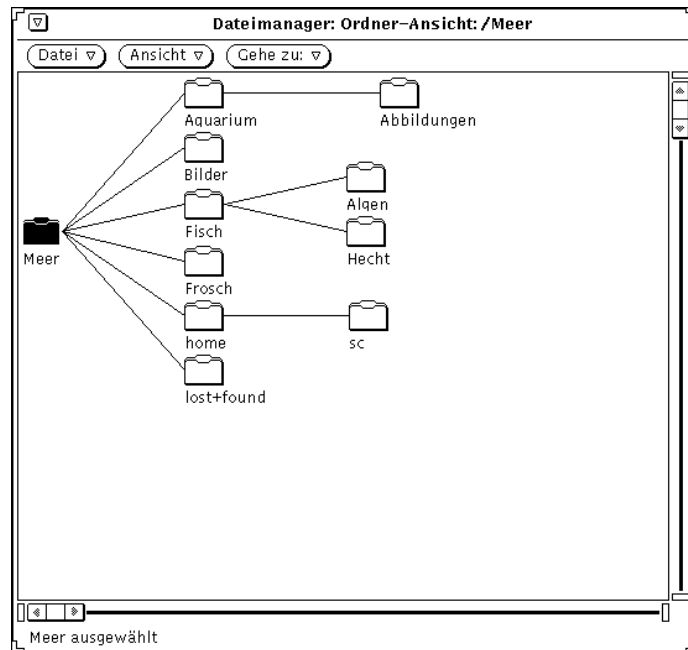 Dateimanager: Ordner-Ansicht: /Meer
Datei Ansicht Gehe zu:
Aquarium Abbildungen
Bilder
Algen
Fisch
Hecht
Meer
Frosch
home sc
lost+found
Meer ausgewählt